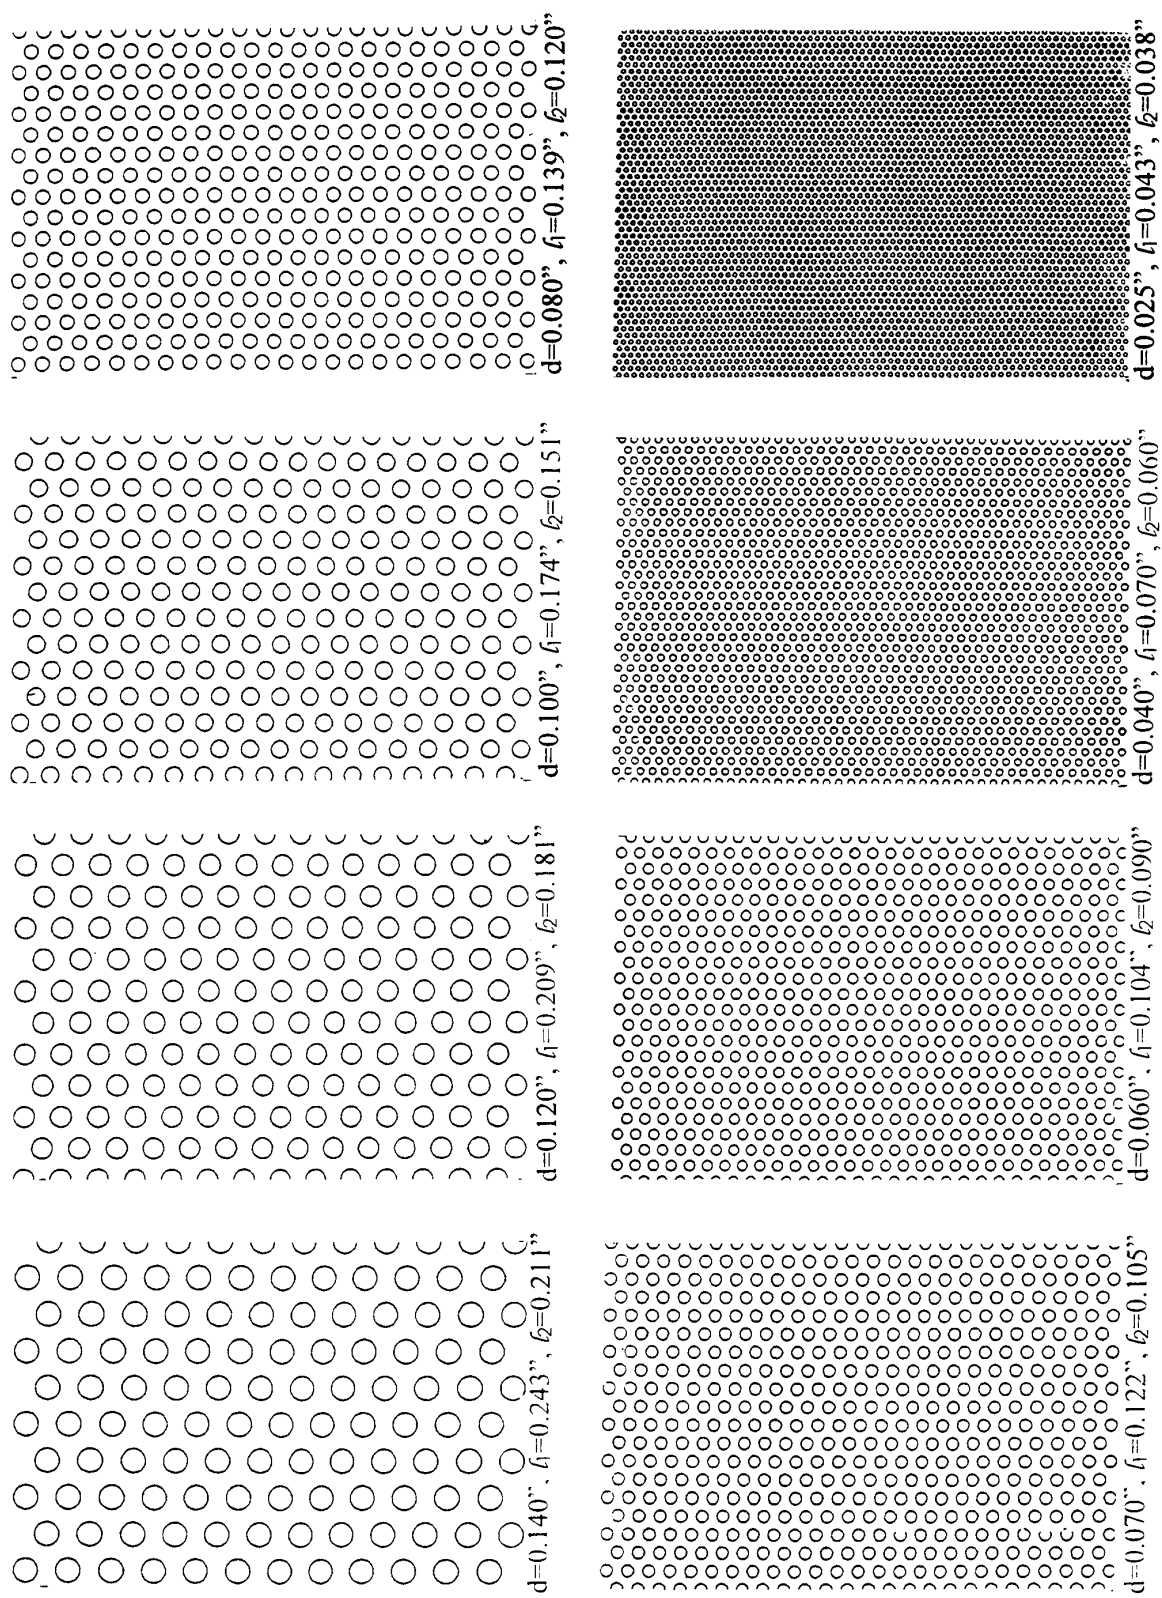 d=0.140", ℓ₁=0.243", ℓ₂=0.211"
d=0.120", ℓ₁=0.209", ℓ₂=0.181"
d=0.100", ℓ₁=0.174", ℓ₂=0.151"
d=0.080", ℓ₁=0.139", ℓ₂=0.120"
d=0.070", ℓ₁=0.122", ℓ₂=0.105"
d=0.060", ℓ₁=0.104", ℓ₂=0.090"
d=0.040", ℓ₁=0.070", ℓ₂=0.060"
d=0.025", ℓ₁=0.043", ℓ₂=0.038"